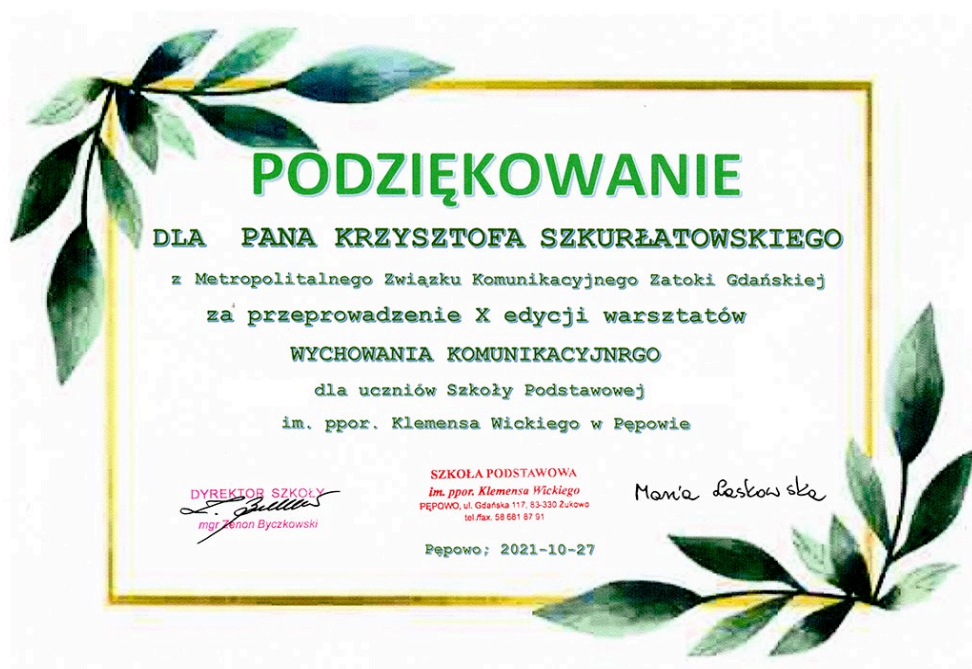 PODZIĘKOWANIE
DLA PANA KRZYSZTOFA SZKURŁATOWSKIEGO
z Metropolitalnego Związku Komunikacyjnego Zatoki Gdańskiej
za przeprowadzenie X edycji warsztatów
WYCHOWANIA KOMUNIKACYJNRGO
dla uczniów Szkoły Podstawowej
im. ppor. Klemensa Wickiego w Pępowie
DYREKTOR SZKOŁY
mgr Zenon Byczkowski
SZKOŁA PODSTAWOWA
im. ppor. Klemensa Wickiego
PĘPOWO, ul. Gdańska 117, 83-330 Żukowo
tel./fax. 58 681 87 91
Maria Laskowska
Pępowo; 2021-10-27